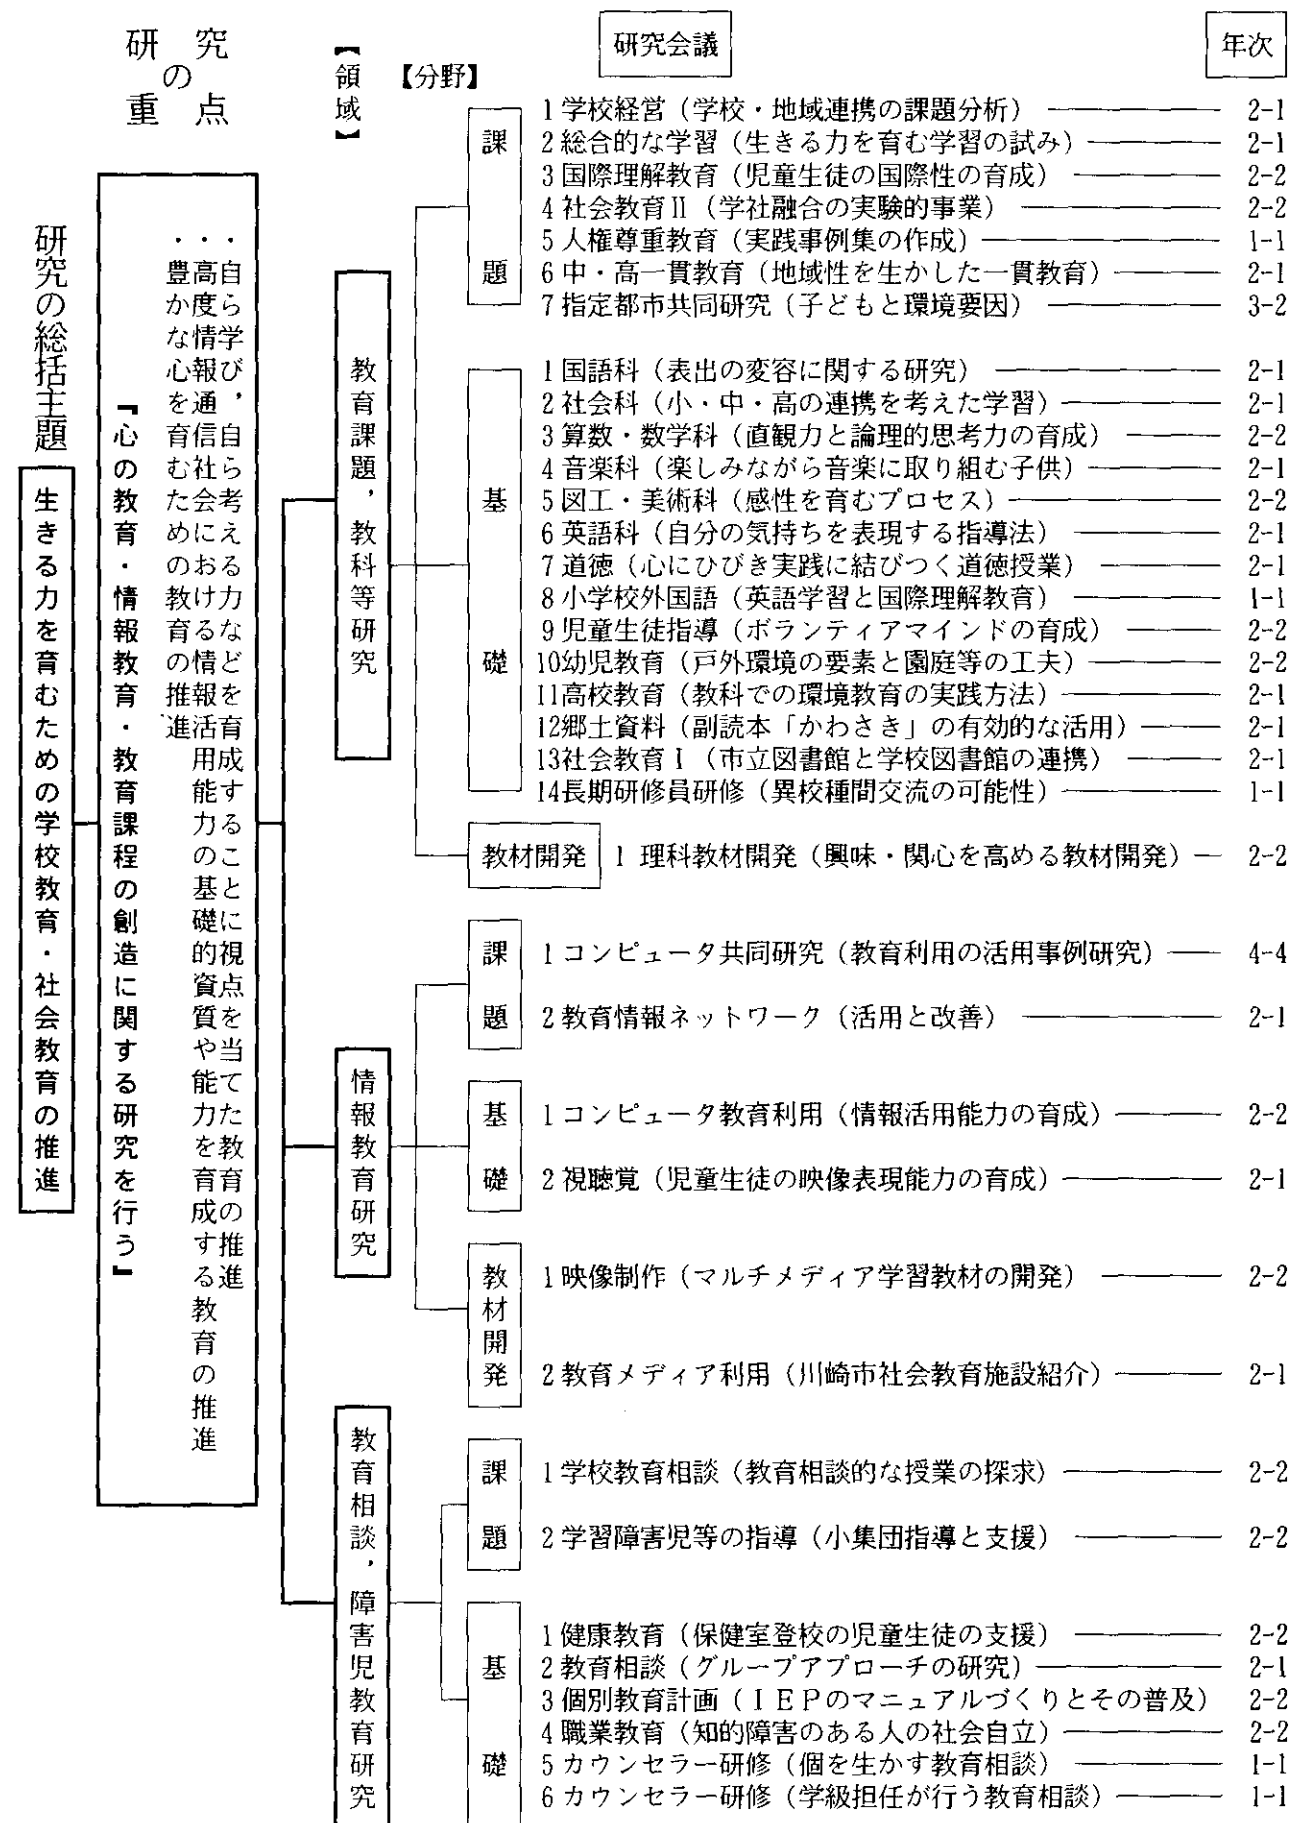 研究の総括主題
生きる力を育むための学校教育・社会教育の推進
研究
の
重点
・自ら学び，自ら考える力などを育成することに視点を当てた教育の推進
・高度情報通信社会における情報活用能力の基礎的資質や能力を育成する教育の推進
・豊かな心を育むための教育の推進
『心の教育・情報教育・教育課程の創造に関する研究を行う』
【領域】
【分野】
研究会議
年次
教育課題，教科等研究
課題
1学校経営（学校・地域連携の課題分析） 2-1
2総合的な学習（生きる力を育む学習の試み） 2-1
3国際理解教育（児童生徒の国際性の育成） 2-2
4社会教育Ⅱ（学社融合の実験的事業） 2-2
5人権尊重教育（実践事例集の作成） 1-1
6中・高一貫教育（地域性を生かした一貫教育） 2-1
7指定都市共同研究（子どもと環境要因） 3-2
基礎
1国語科（表出の変容に関する研究） 2-1
2社会科（小・中・高の連携を考えた学習） 2-1
3算数・数学科（直観力と論理的思考力の育成） 2-2
4音楽科（楽しみながら音楽に取り組む子供） 2-1
5図工・美術科（感性を育むプロセス） 2-2
6英語科（自分の気持ちを表現する指導法） 2-1
7道徳（心にひびき実践に結びつく道徳授業） 2-1
8小学校外国語（英語学習と国際理解教育） 1-1
9児童生徒指導（ボランティアマインドの育成） 2-2
10幼児教育（戸外環境の要素と園庭等の工夫） 2-2
11高校教育（教科での環境教育の実践方法） 2-1
12郷土資料（副読本「かわさき」の有効的な活用） 2-1
13社会教育Ⅰ（市立図書館と学校図書館の連携） 2-1
14長期研修員研修（異校種間交流の可能性） 1-1
教材開発
1 理科教材開発（興味・関心を高める教材開発） 2-2
情報教育研究
課題
1コンピュータ共同研究（教育利用の活用事例研究） 4-4
2教育情報ネットワーク（活用と改善） 2-1
基礎
1コンピュータ教育利用（情報活用能力の育成） 2-2
2視聴覚（児童生徒の映像表現能力の育成） 2-1
教材開発
1映像制作（マルチメディア学習教材の開発） 2-2
2教育メディア利用（川崎市社会教育施設紹介） 2-1
教育相談，障害児教育研究
課題
1学校教育相談（教育相談的な授業の探求） 2-2
2学習障害児等の指導（小集団指導と支援） 2-2
基礎
1健康教育（保健室登校の児童生徒の支援） 2-2
2教育相談（グループアプローチの研究） 2-1
3個別教育計画（ＩＥＰのマニュアルづくりとその普及） 2-2
4職業教育（知的障害のある人の社会自立） 2-2
5カウンセラー研修（個を生かす教育相談） 1-1
6カウンセラー研修（学級担任が行う教育相談） 1-1